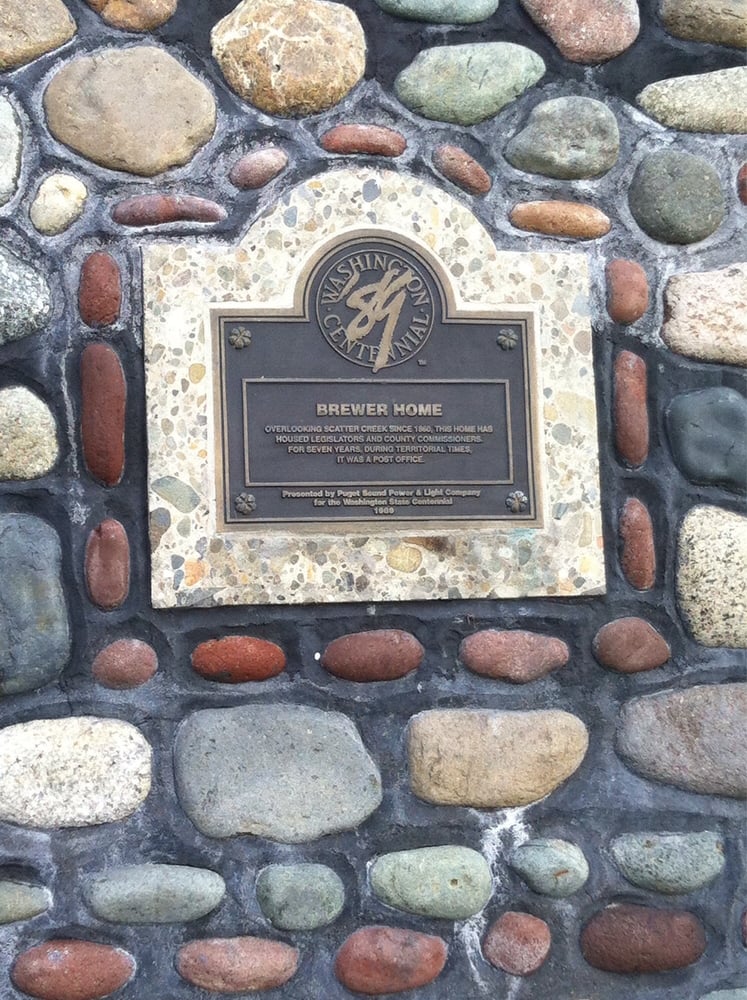 WASHINGTON
'89
CENTENNIAL
TM
BREWER HOME
OVERLOOKING SCATTER CREEK SINCE 1860, THIS HOME HAS
HOUSED LEGISLATORS AND COUNTY COMMISSIONERS.
FOR SEVEN YEARS, DURING TERRITORIAL TIMES,
IT WAS A POST OFFICE.
Presented by Puget Sound Power & Light Company
for the Washington State Centennial
1989